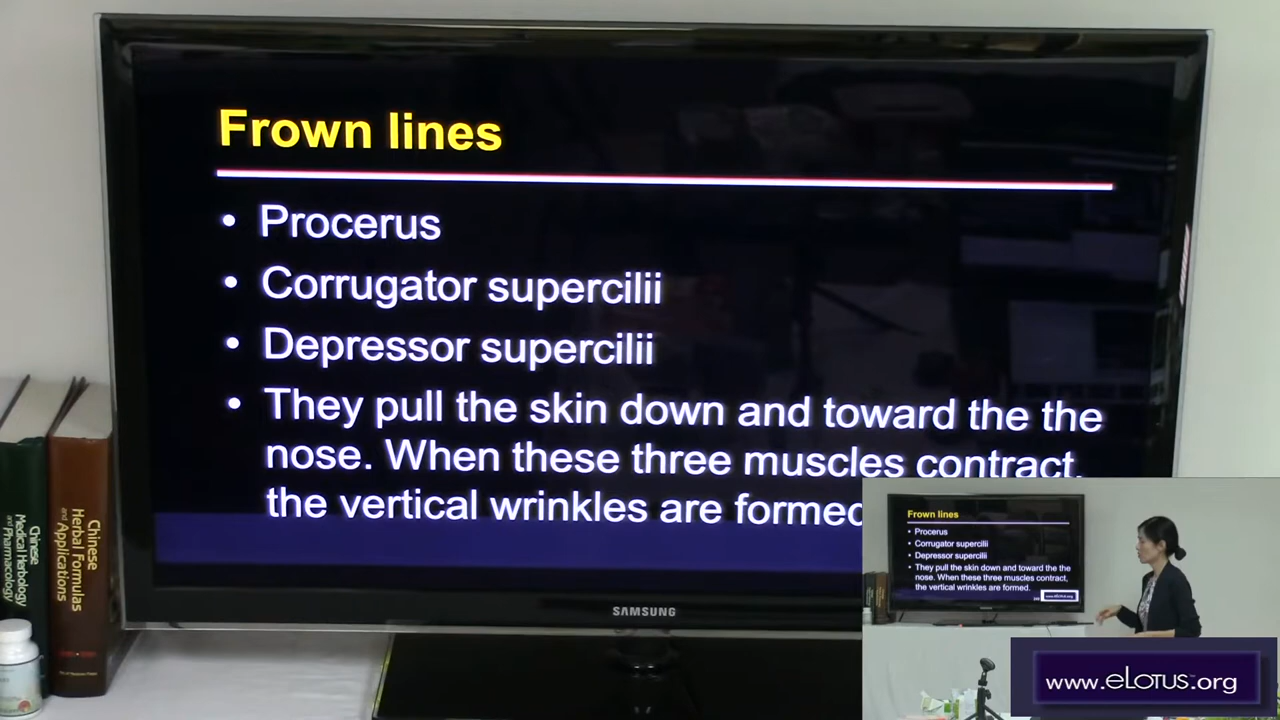 Frown lines
• Procerus
• Corrugator supercilii
• Depressor supercilii
• They pull the skin down and toward the the
nose. When these three muscles contract,
the vertical wrinkles are formed
SAMSUNG
Chinese
Medical Herbology
and Pharmacology
Chinese
Herbal Formulas
and Applications
Frown lines
• Procerus
• Corrugator supercilii
• Depressor supercilii
• They pull the skin down and toward the the
nose. When these three muscles contract,
the vertical wrinkles are formed.
www.eLotus.org
www.eLotus.org